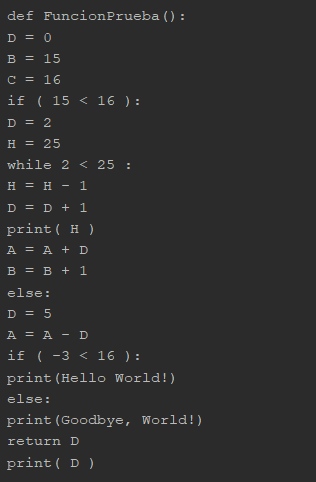 def FuncionPrueba():
D = 0
B = 15
C = 16
if ( 15 < 16 ):
D = 2
H = 25
while 2 < 25 :
H = H - 1
D = D + 1
print( H )
A = A + D
B = B + 1
else:
D = 5
A = A - D
if ( -3 < 16 ):
print(Hello World!)
else:
print(Goodbye, World!)
return D
print( D )